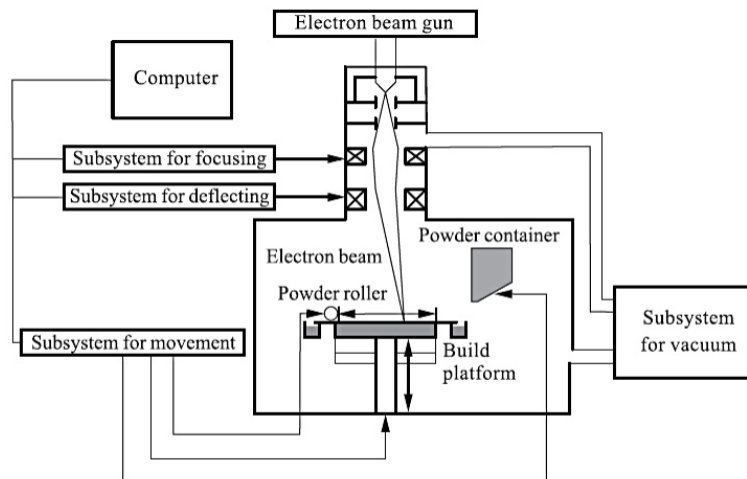 Electron beam gun
Computer
Subsystem for focusing
Subsystem for deflecting
Powder container
Electron beam
Powder roller
Subsystem for movement
Build
platform
Subsystem
for vacuum